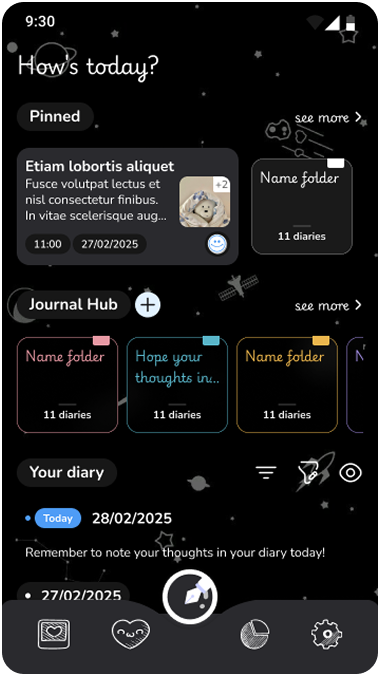 9:30
How's today?
Pinned
see more
Etiam lobortis aliquet
Fusce volutpat lectus et
nisl consectetur finibus.
In vitae scelerisque aug...
+2
11:00
27/02/2025
Name folder
11 diaries
Journal Hub
see more
Name folder
11 diaries
Hope your
thoughts in...
11 diaries
Name folder
11 diaries
N
Your diary
Today
28/02/2025
Remember to note your thoughts in your diary today!
27/02/2025